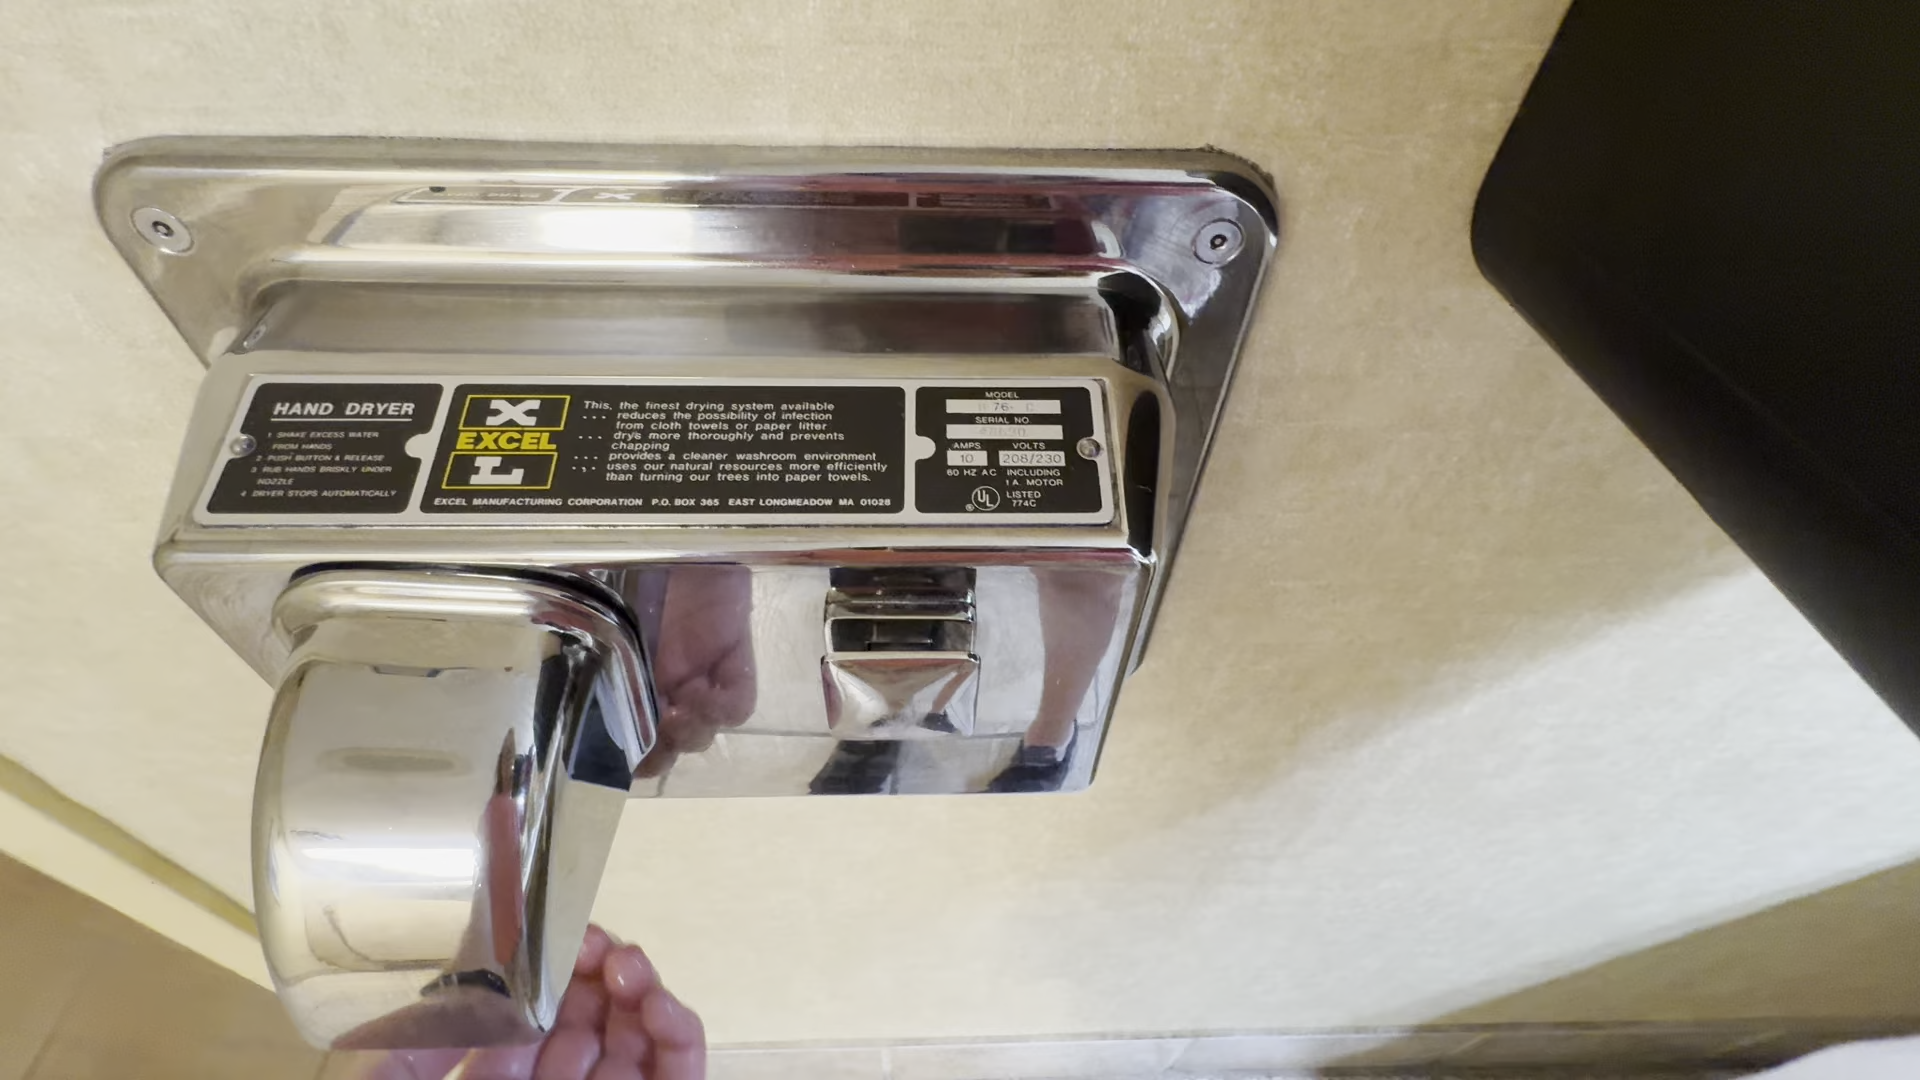 HAND DRYER
1 SHAKE EXCESS WATER
FROM HANDS
2 PUSH BUTTON & RELEASE
3 RUB HANDS BRISKLY UNDER
NOZZLE
4 DRYER STOPS AUTOMATICALLY
X
EXCEL
L
This, the finest drying system available
... reduces the possibility of infection
from cloth towels or paper litter
... drys more thoroughly and prevents
chapping
... provides a cleaner washroom environment
... uses our natural resources more efficiently
than turning our trees into paper towels.
EXCEL MANUFACTURING CORPORATION P.O. BOX 365 EAST LONGMEADOW MA 01028
MODEL
76- C
SERIAL NO.
AMPS VOLTS
10 208/230
60 HZ AC INCLUDING
1 A. MOTOR
UL LISTED
® 774C